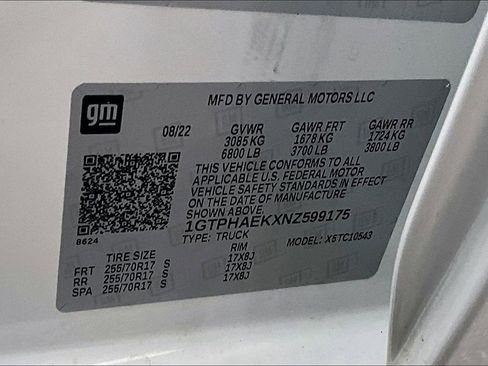 gm
MFD BY GENERAL MOTORS LLC
08/22 GVWR GAWR FRT GAWR RR
3085 KG 1678 KG 1724 KG
6800 LB 3700 LB 3800 LB
THIS VEHICLE CONFORMS TO ALL
APPLICABLE U.S. FEDERAL MOTOR
VEHICLE SAFETY STANDARDS IN EFFECT
ON THE DATE OF MANUFACTURE
SHOWN ABOVE.
1GTPHAEKXNZ599175
8624
TYPE: TRUCK MODEL: X6TC10543
TIRE SIZE RIM
FRT 255/70R17 S 17X8J
RR 255/70R17 S 17X8J
SPA 255/70R17 S 17X8J